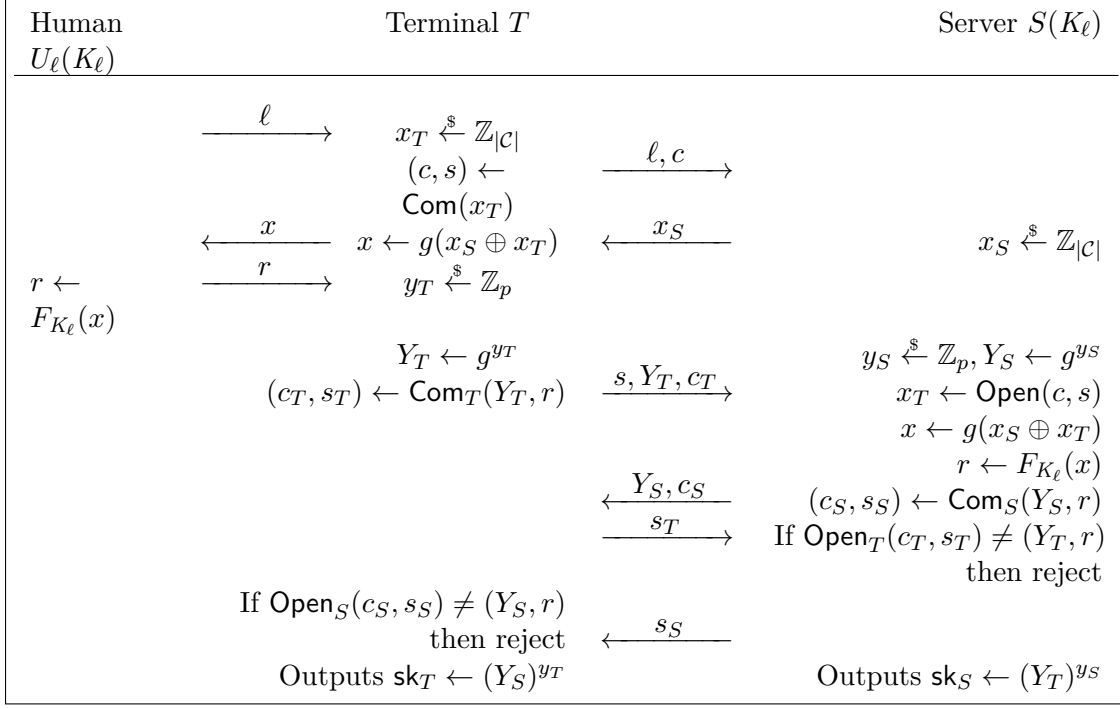 Human Terminal T Server S(K_ℓ)
U_ℓ(K_ℓ)
ℓ x_T ←$ ℤ_{|𝒞|}
(c, s) ← ℓ, c
Com(x_T)
x x ← g(x_S ⊕ x_T) x_S x_S ←$ ℤ_{|𝒞|}
r ← r y_T ←$ ℤ_p
F_{K_ℓ}(x)
Y_T ← g^{y_T} y_S ←$ ℤ_p, Y_S ← g^{y_S}
(c_T, s_T) ← Com_T(Y_T, r) s, Y_T, c_T x_T ← Open(c, s)
x ← g(x_S ⊕ x_T)
r ← F_{K_ℓ}(x)
Y_S, c_S (c_S, s_S) ← Com_S(Y_S, r)
s_T If Open_T(c_T, s_T) ≠ (Y_T, r)
then reject
If Open_S(c_S, s_S) ≠ (Y_S, r)
then reject s_S
Outputs sk_T ← (Y_S)^{y_T} Outputs sk_S ← (Y_T)^{y_S}